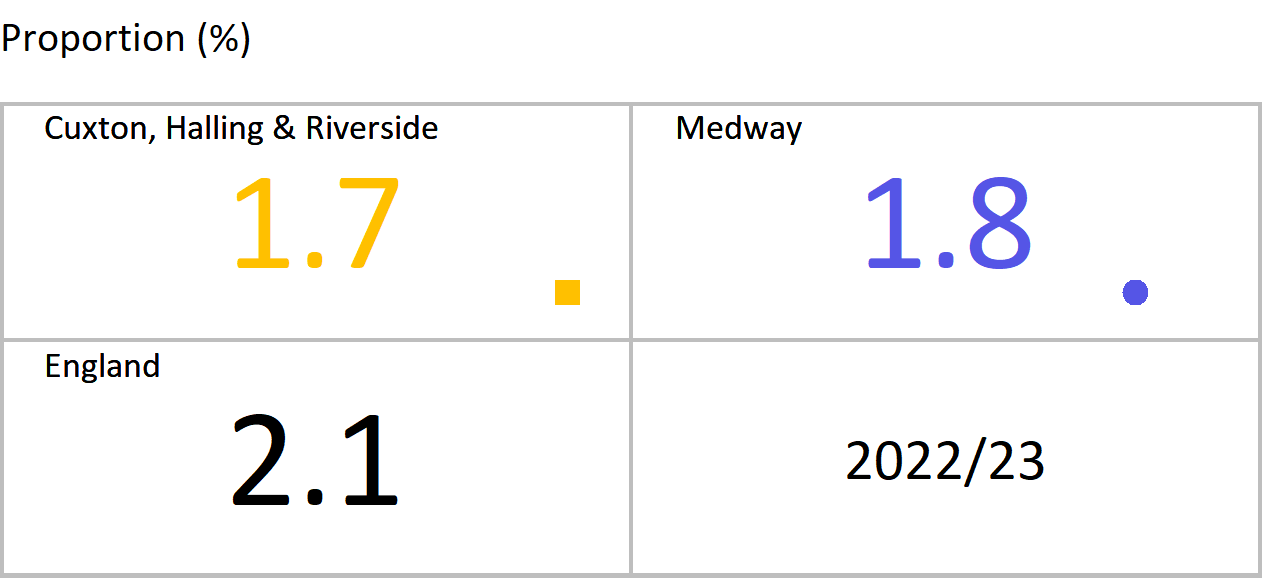 Proportion (%)
Cuxton, Halling & Riverside
1.7
Medway
1.8
England
2.1
2022/23